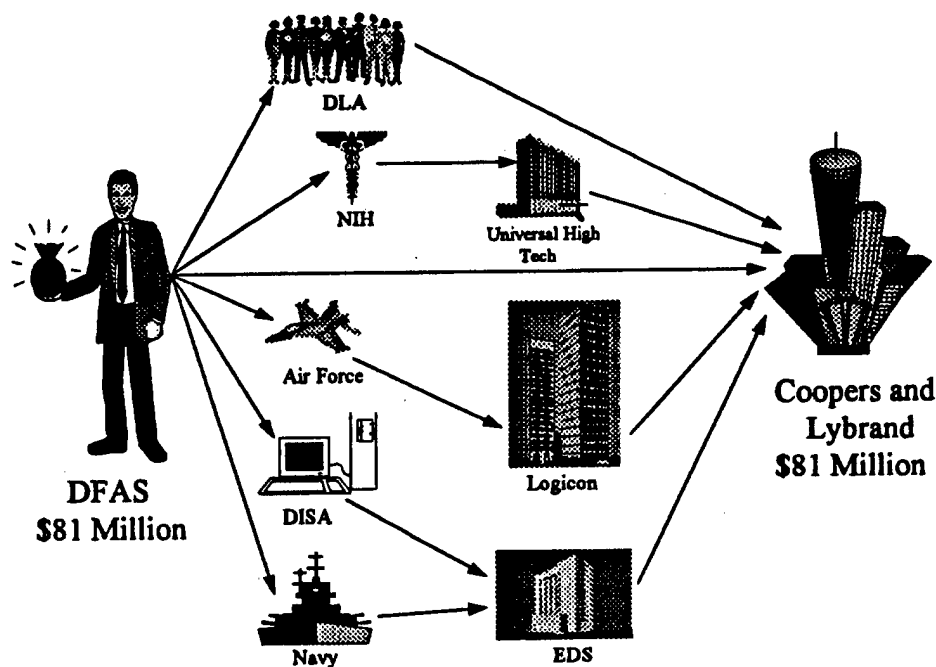 DLA
NIH
Universal High
Tech
Air Force
Coopers and
Lybrand
$81 Million
DFAS
$81 Million
Logicon
DISA
Navy
EDS